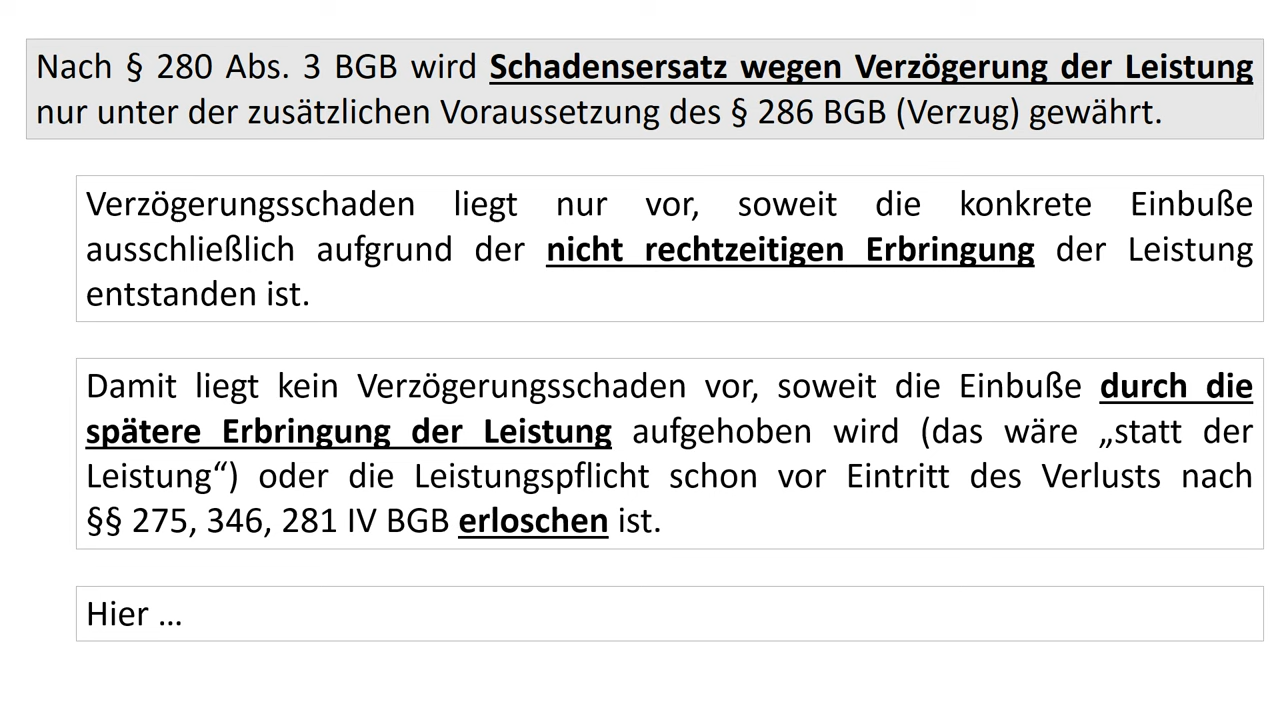 Nach § 280 Abs. 3 BGB wird Schadensersatz wegen Verzögerung der Leistung
nur unter der zusätzlichen Voraussetzung des § 286 BGB (Verzug) gewährt.
Verzögerungsschaden liegt nur vor, soweit die konkrete Einbuße
ausschließlich aufgrund der nicht rechtzeitigen Erbringung der Leistung
entstanden ist.
Damit liegt kein Verzögerungsschaden vor, soweit die Einbuße durch die
spätere Erbringung der Leistung aufgehoben wird (das wäre „statt der
Leistung“) oder die Leistungspflicht schon vor Eintritt des Verlusts nach
§§ 275, 346, 281 IV BGB erloschen ist.
Hier …